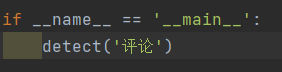 if __name__ == '__main__':
    detect('评论')